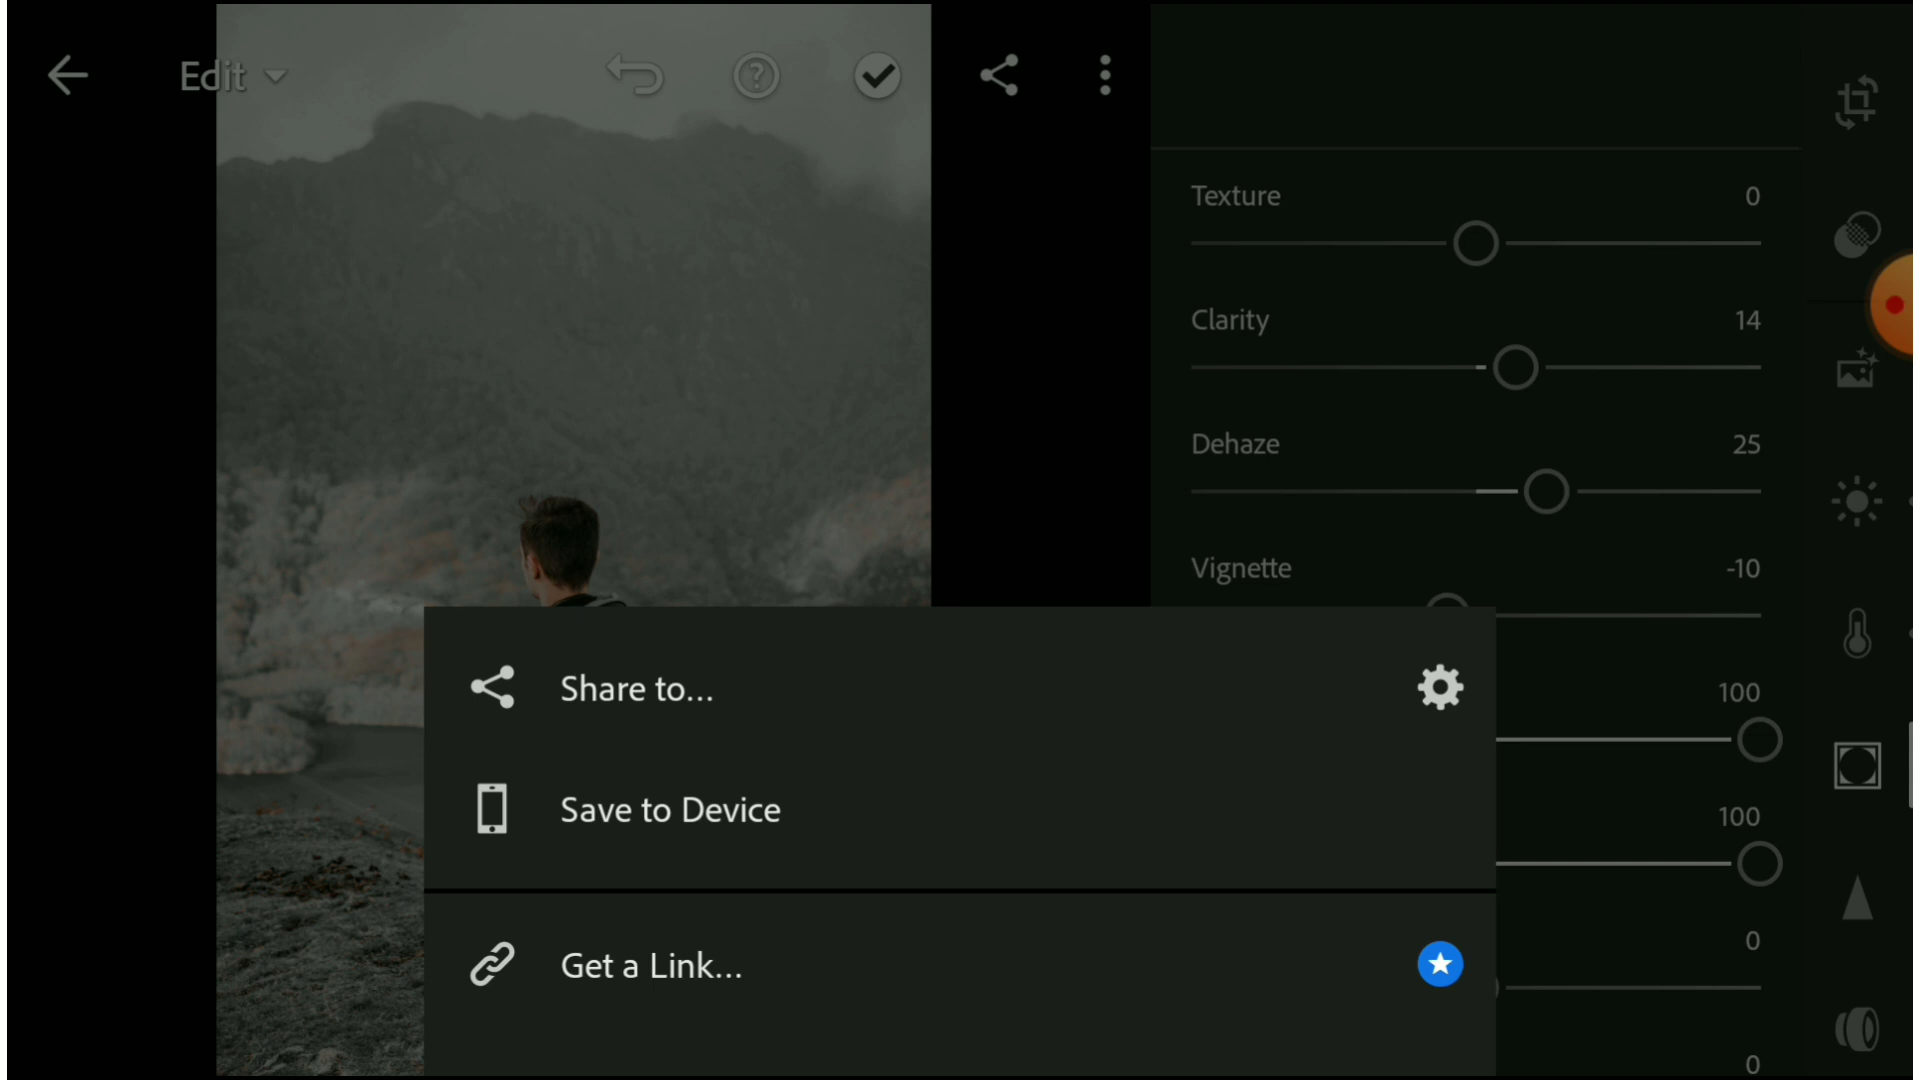 Edit
Texture 0
Clarity 14
Dehaze 25
Vignette -10
100
100
0
0
Share to...
Save to Device
Get a Link...